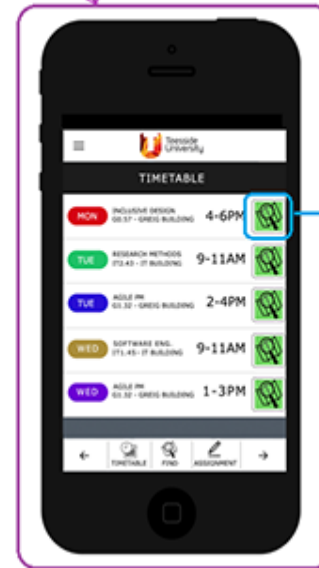 Teesside
University
TIMETABLE
MON INCLUSIVE DESIGN 4-6PM
G0.57 - GREIG BUILDING
TUE RESEARCH METHODS 9-11AM
IT2.43 - IT BUILDING
TUE AGILE PM 2-4PM
G1.32 - GREIG BUILDING
WED SOFTWARE ENG. 9-11AM
IT1.45 - IT BUILDING
WED AGILE PM 1-3PM
G1.32 - GREIG BUILDING
TIMETABLE FIND ASSIGNMENT